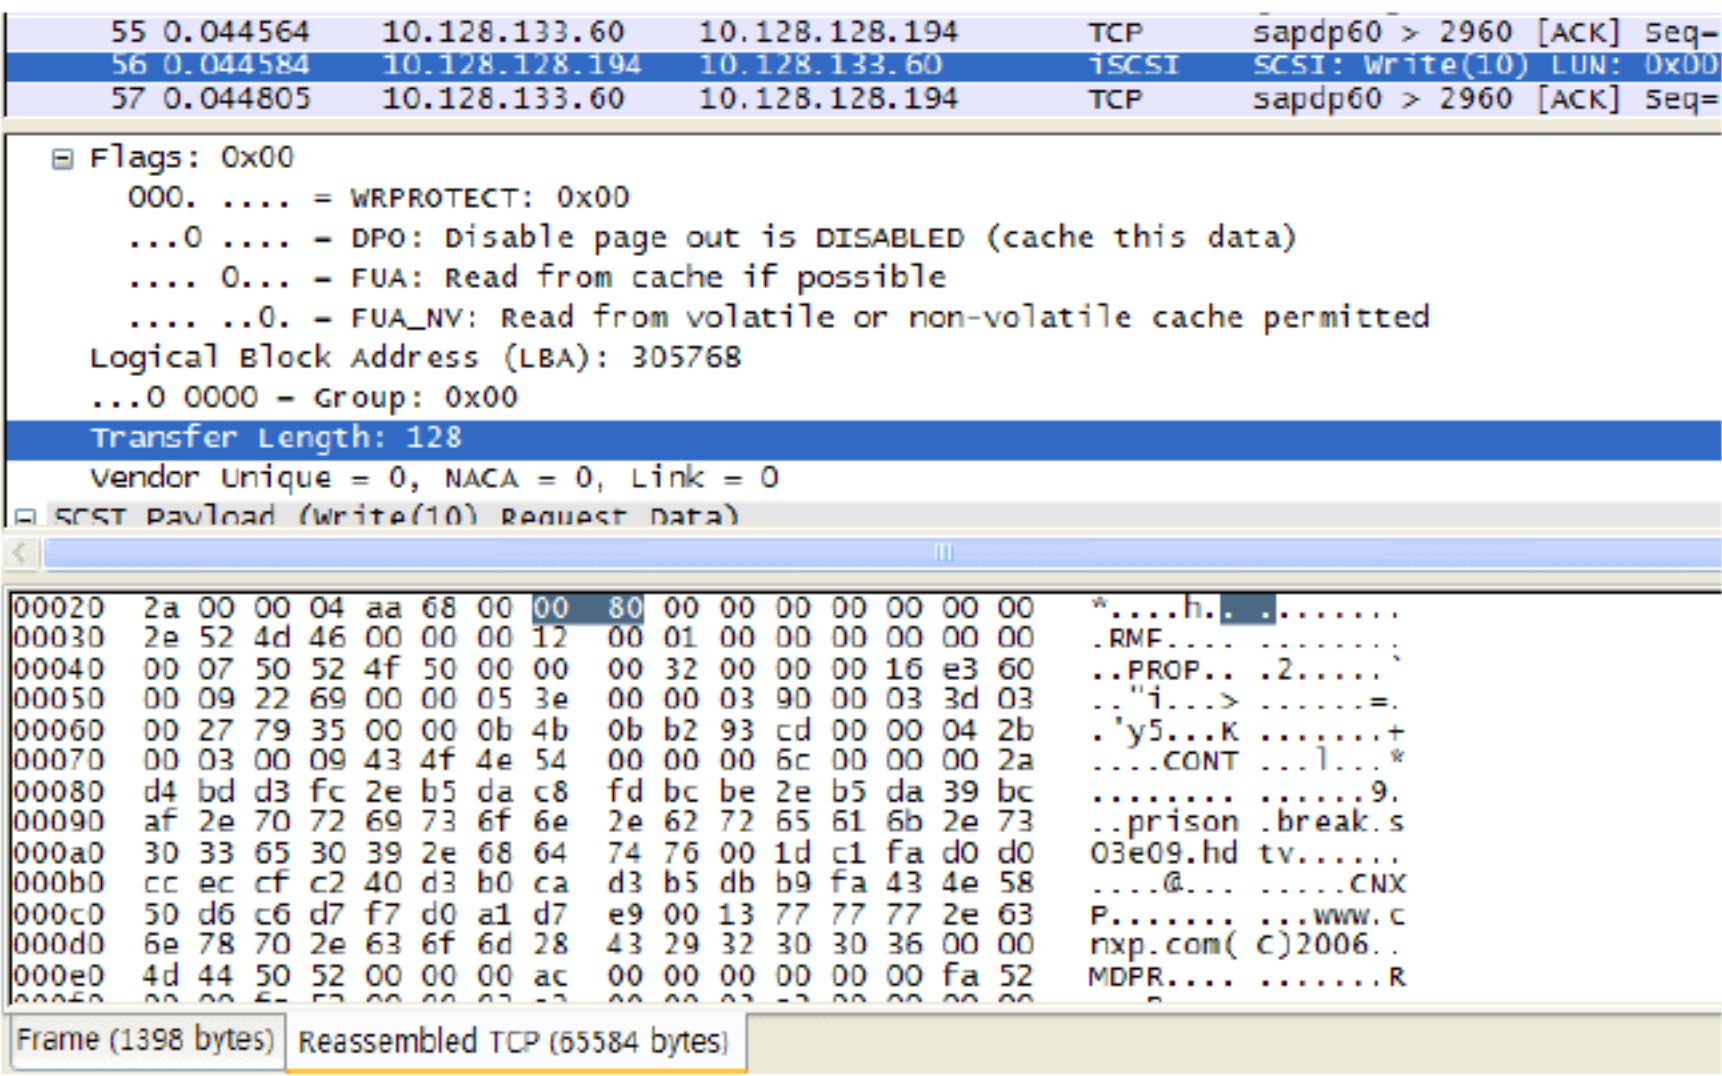 55 0.044564 10.128.133.60 10.128.128.194 TCP sapdp60 > 2960 [ACK] Seq=
56 0.044584 10.128.128.194 10.128.133.60 iSCSI SCSI: Write(10) LUN: 0x00
57 0.044805 10.128.133.60 10.128.128.194 TCP sapdp60 > 2960 [ACK] Seq=
Flags: 0x00
000. .... = WRPROTECT: 0x00
...0 .... = DPO: Disable page out is DISABLED (cache this data)
.... 0... = FUA: Read from cache if possible
.... ..0. = FUA_NV: Read from volatile or non-volatile cache permitted
Logical Block Address (LBA): 305768
...0 0000 = Group: 0x00
Transfer Length: 128
Vendor Unique = 0, NACA = 0, Link = 0
SCSI Payload (Write(10) Request Data)
00020 2a 00 00 04 aa 68 00 00 80 00 00 00 00 00 00 00 *....h.. ........
00030 2e 52 4d 46 00 00 00 12 00 01 00 00 00 00 00 00 .RMF.... ........
00040 00 07 50 52 4f 50 00 00 00 32 00 00 00 16 e3 60 ..PROP.. .2.....`
00050 00 09 22 69 00 00 05 3e 00 00 03 90 00 03 3d 03 .."i...> ......=.
00060 00 27 79 35 00 00 0b 4b 0b b2 93 cd 00 00 04 2b .'y5...K .......+
00070 00 03 00 09 43 4f 4e 54 00 00 00 6c 00 00 00 2a ....CONT ...l...*
00080 d4 bd d3 fc 2e b5 da c8 fd bc be 2e b5 da 39 bc ........ ......9.
00090 af 2e 70 72 69 73 6f 6e 2e 62 72 65 61 6b 2e 73 ..prison .break.s
000a0 30 33 65 30 39 2e 68 64 74 76 00 1d c1 fa d0 d0 03e09.hd tv......
000b0 cc ec cf c2 40 d3 b0 ca d3 b5 db b9 fa 43 4e 58 ....@... .....CNX
000c0 50 d6 c6 d7 f7 d0 a1 d7 e9 00 13 77 77 77 2e 63 P....... ...www.c
000d0 6e 78 70 2e 63 6f 6d 28 43 29 32 30 30 36 00 00 nxp.com( C)2006..
000e0 4d 44 50 52 00 00 00 ac 00 00 00 00 00 00 fa 52 MDPR.... .......R
Frame (1398 bytes) Reassembled TCP (65584 bytes)